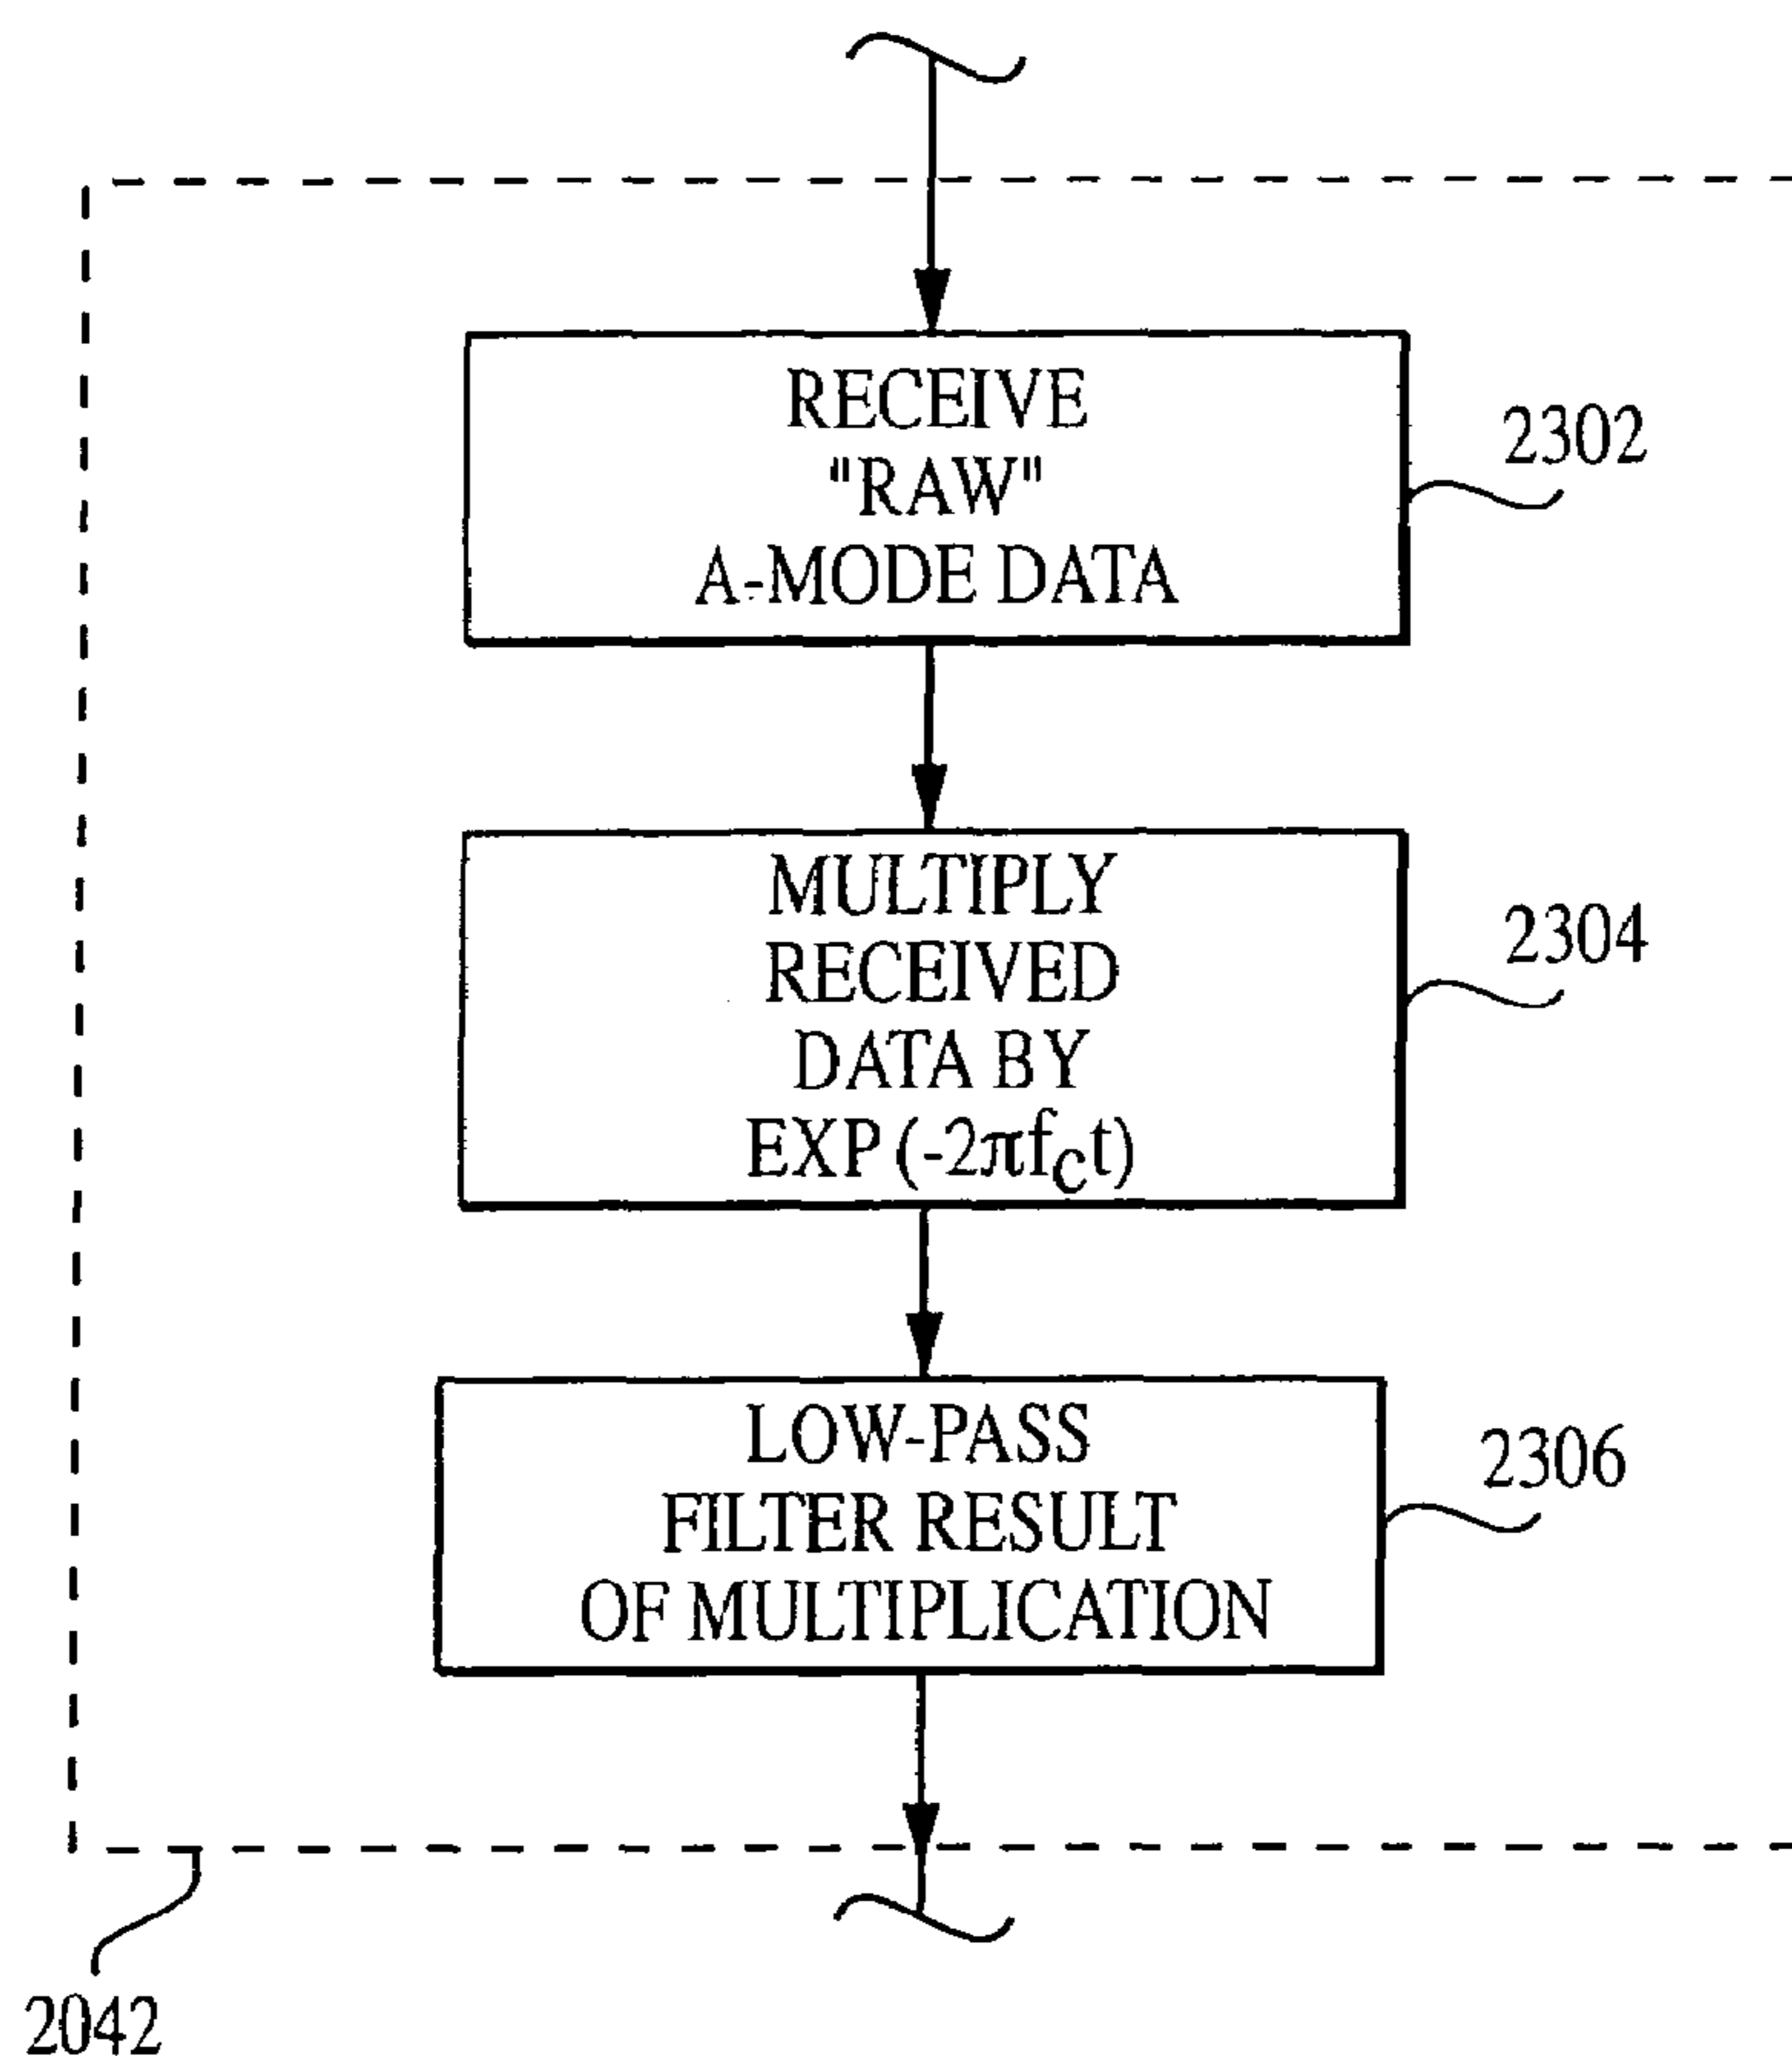 RECEIVE
"RAW"
A-MODE DATA
2302
MULTIPLY
RECEIVED
DATA BY
EXP (-2πfct)
2304
LOW-PASS
FILTER RESULT
OF MULTIPLICATION
2306
2042